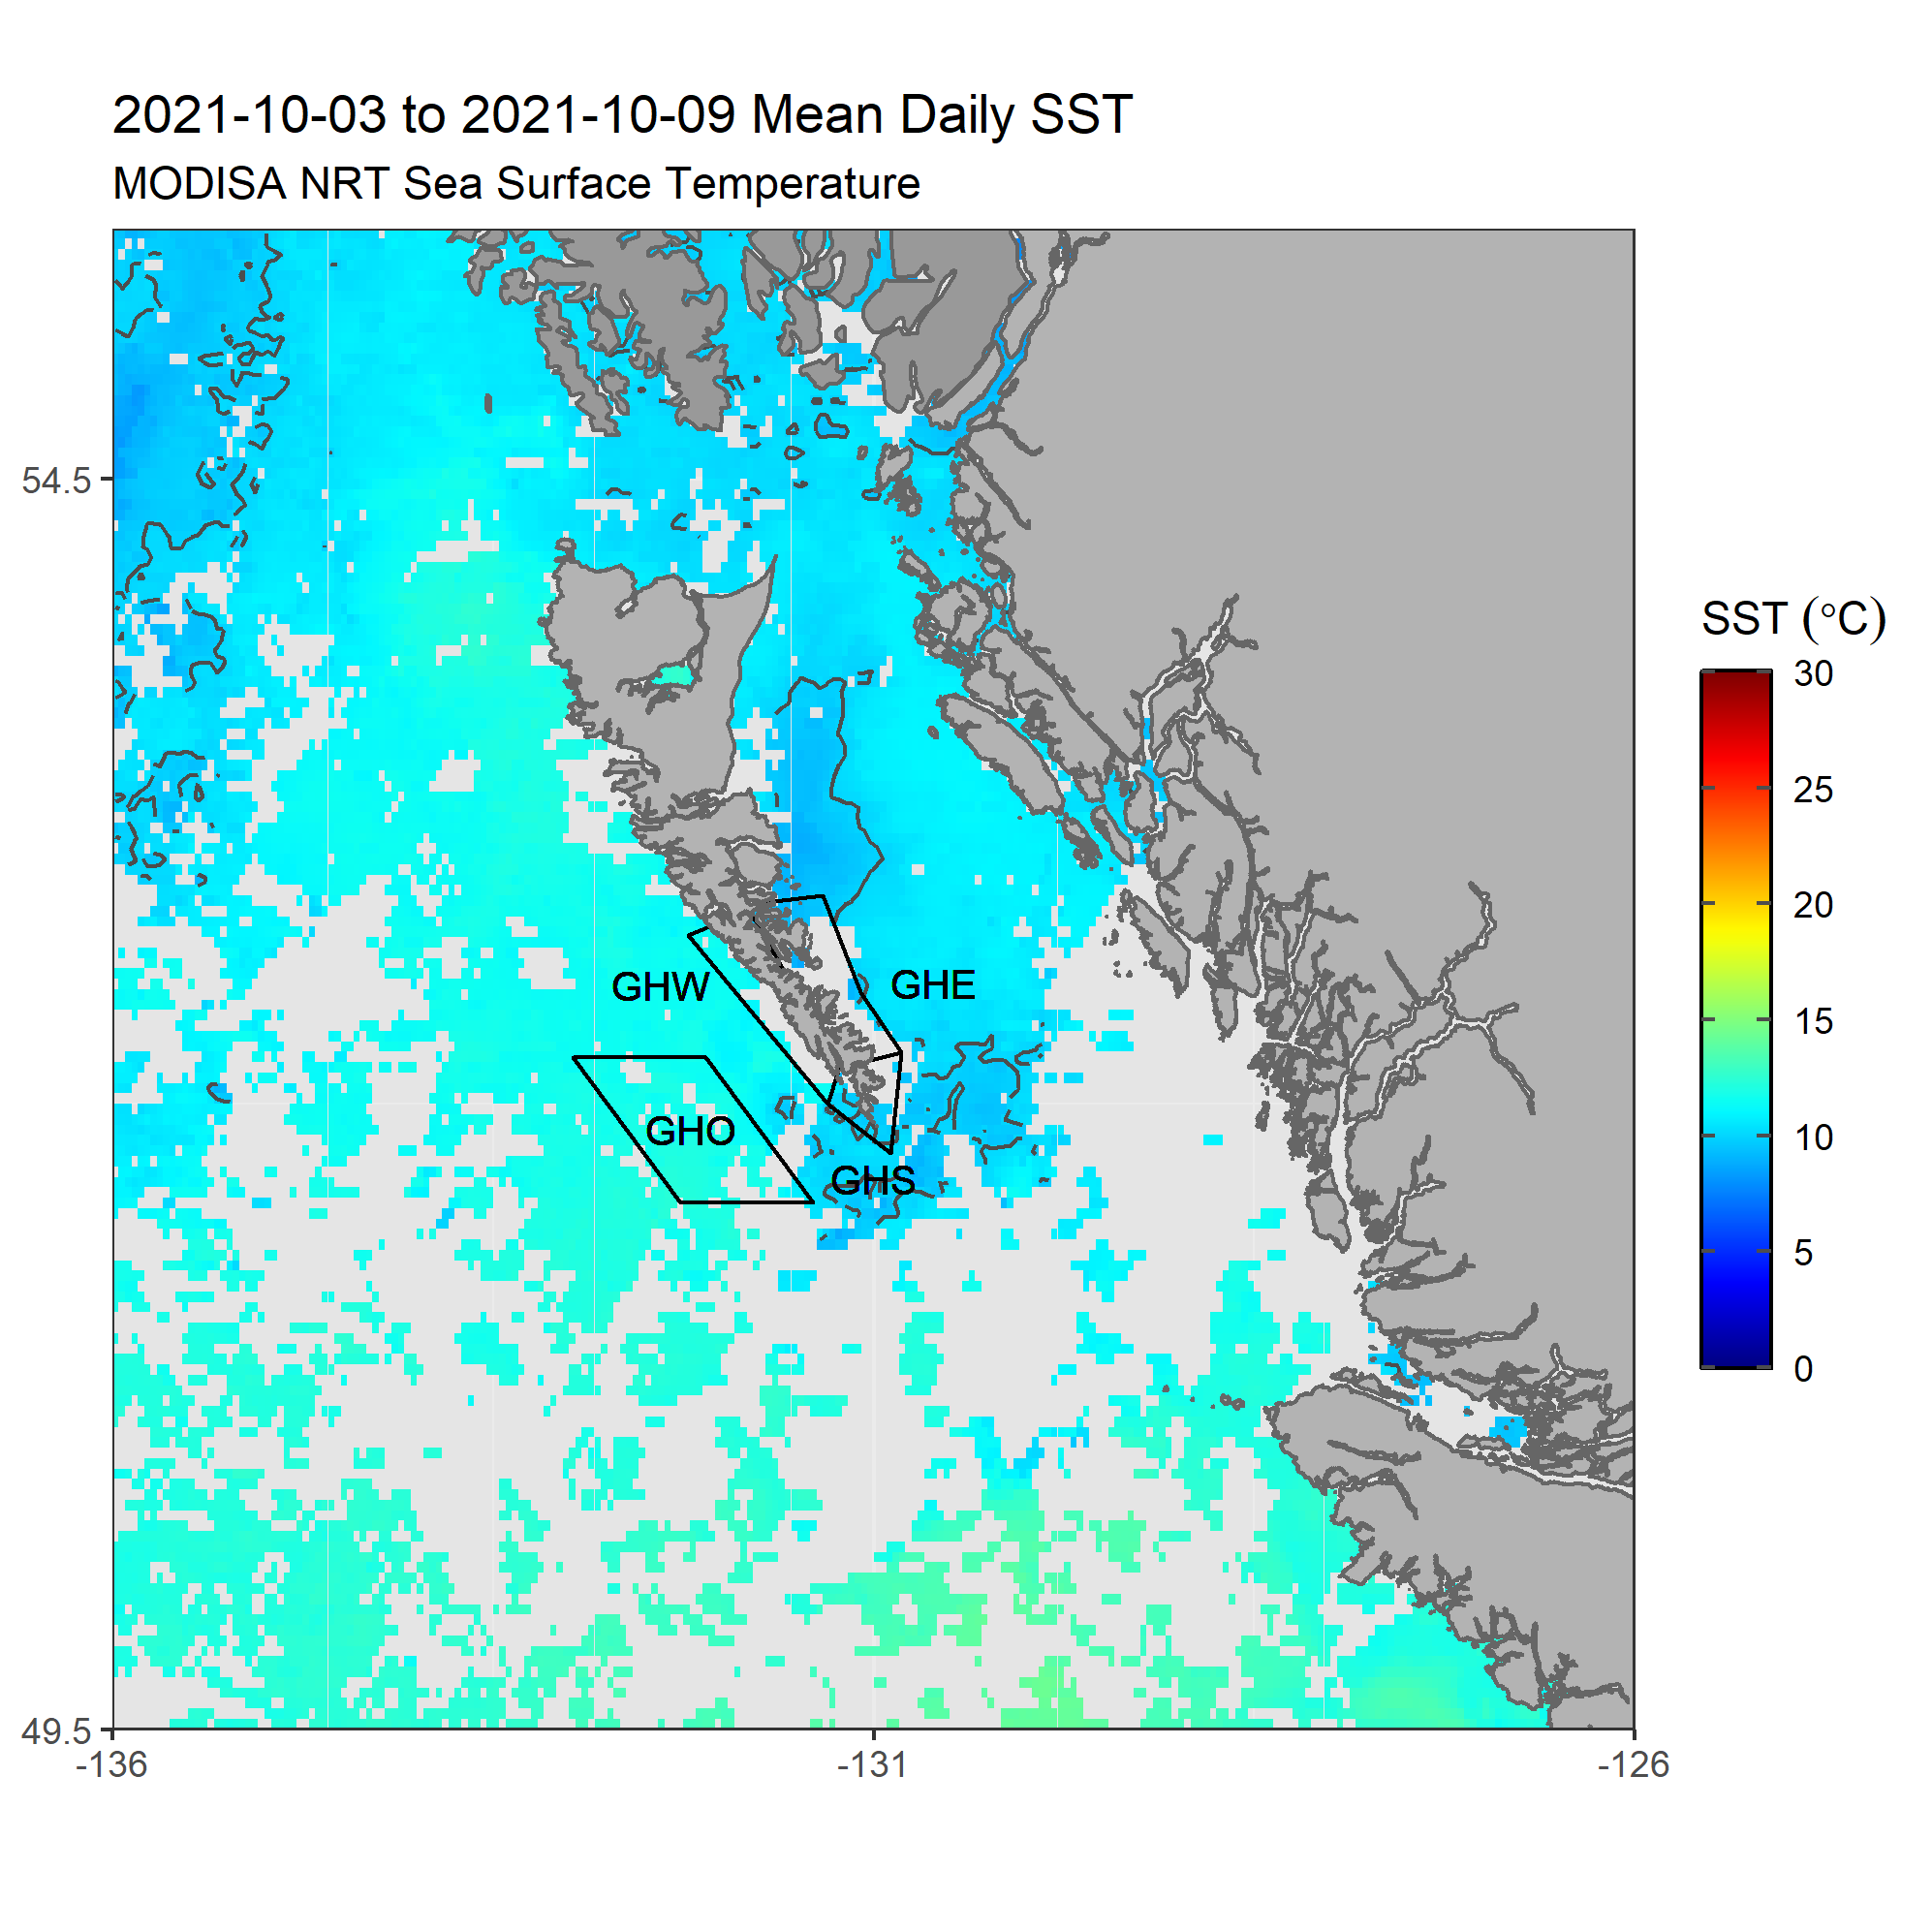 2021-10-03 to 2021-10-09 Mean Daily SST
MODISA NRT Sea Surface Temperature
54.5
49.5
-136
-131
-126
GHW
GHE
GHO
GHS
SST (°C)
30
25
20
15
10
5
0